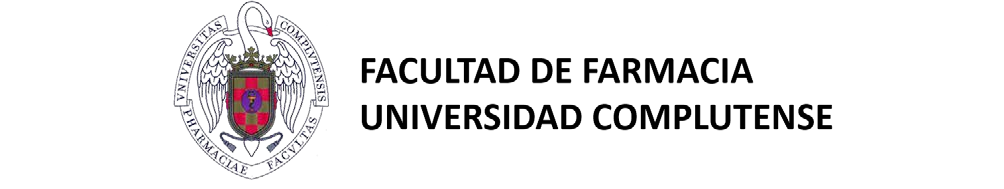 VNIVERSITAS COMPLVTENSIS
PHARMACIAE FACVLTAS
FACULTAD DE FARMACIA
UNIVERSIDAD COMPLUTENSE